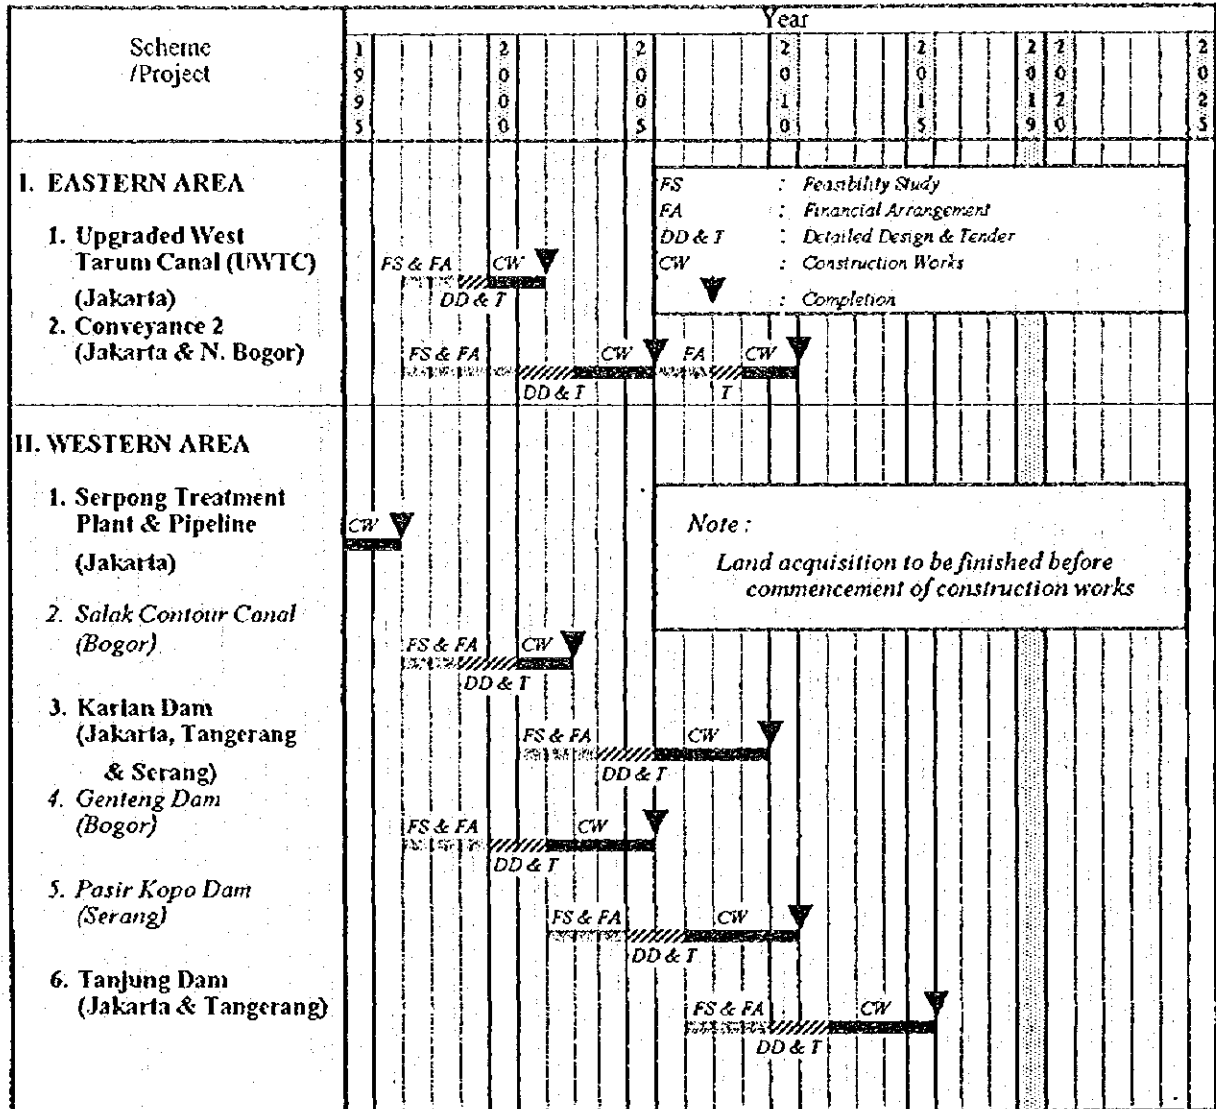 Year
Scheme
/Project
1995
2000
2005
2010
2015
2019
2020
2025
I. EASTERN AREA
FS : Feasibility Study
FA : Financial Arrangement
DD & T : Detailed Design & Tender
CW : Construction Works
: Completion
1. Upgraded West
Tarum Canal (UWTC)
(Jakarta)
FS & FA CW
DD & T
2. Conveyance 2
(Jakarta & N. Bogor)
FS & FA CW FA CW
DD & T T
II. WESTERN AREA
1. Serpong Treatment
Plant & Pipeline
(Jakarta)
CW
Note :
Land acquisition to be finished before
commencement of construction works
2. Salak Contour Canal
(Bogor)
FS & FA CW
DD & T
3. Karian Dam
(Jakarta, Tangerang
& Serang)
FS & FA CW
DD & T
4. Genteng Dam
(Bogor)
FS & FA CW
DD & T
5. Pasir Kopo Dam
(Serang)
FS & FA CW
DD & T
6. Tanjung Dam
(Jakarta & Tangerang)
FS & FA CW
DD & T